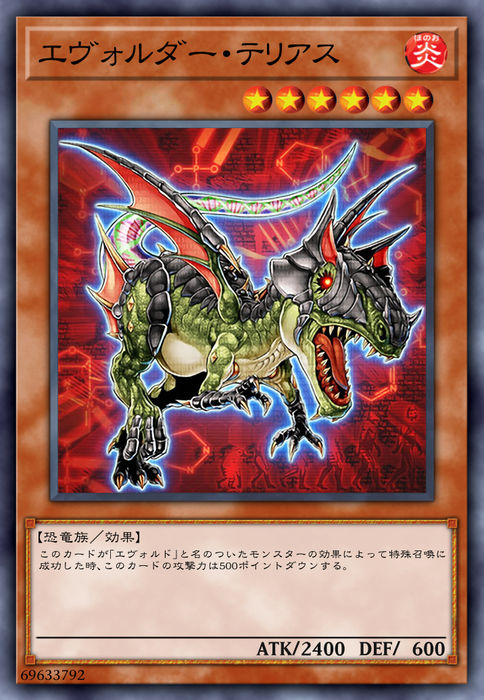 エヴォルダー・テリアス
ほのお
炎
【恐竜族／効果】
このカードが「エヴォルド」と名のついたモンスターの効果によって特殊召喚に
成功した時、このカードの攻撃力は500ポイントダウンする。
ATK/2400 DEF/ 600
69633792